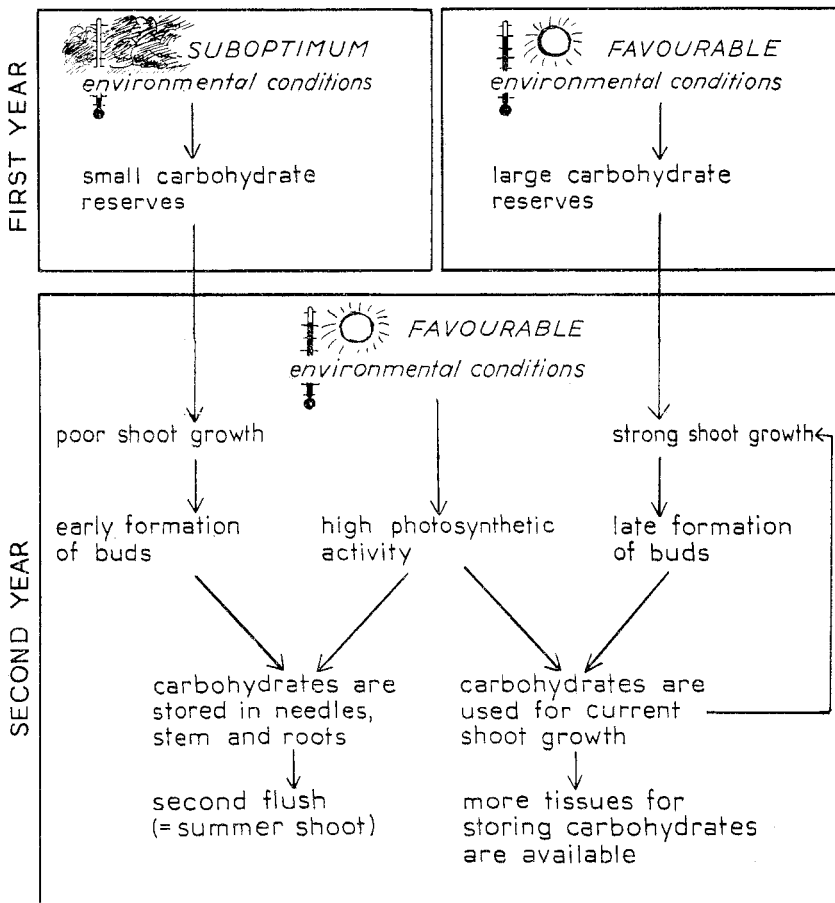 FIRST YEAR
SUBOPTIMUM
environmental conditions
small carbohydrate
reserves
FAVOURABLE
environmental conditions
large carbohydrate
reserves
SECOND YEAR
FAVOURABLE
environmental conditions
poor shoot growth
strong shoot growth
early formation
of buds
high photosynthetic
activity
late formation
of buds
carbohydrates are
stored in needles,
stem and roots
carbohydrates are
used for current
shoot growth
second flush
(=summer shoot)
more tissues for
storing carbohydrates
are available